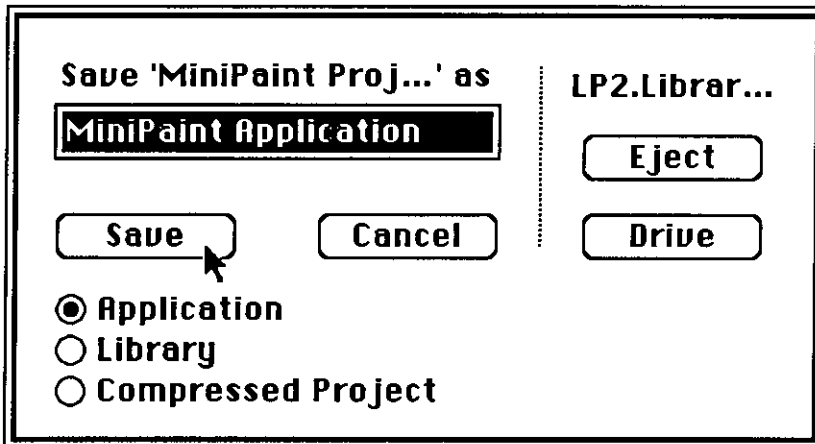 Save 'MiniPaint Proj...' as
MiniPaint Application
Save
Cancel
Application
Library
Compressed Project
LP2.Librar...
Eject
Drive